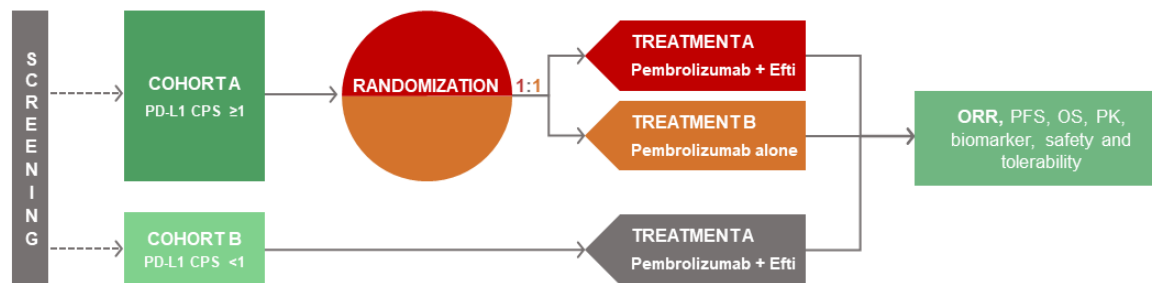 SCREENING
COHORT A
PD-L1 CPS ≥1
RANDOMIZATION
1:1
TREATMENT A
Pembrolizumab + Efti
TREATMENT B
Pembrolizumab alone
ORR, PFS, OS, PK,
biomarker, safety and
tolerability
COHORT B
PD-L1 CPS <1
TREATMENT A
Pembrolizumab + Efti